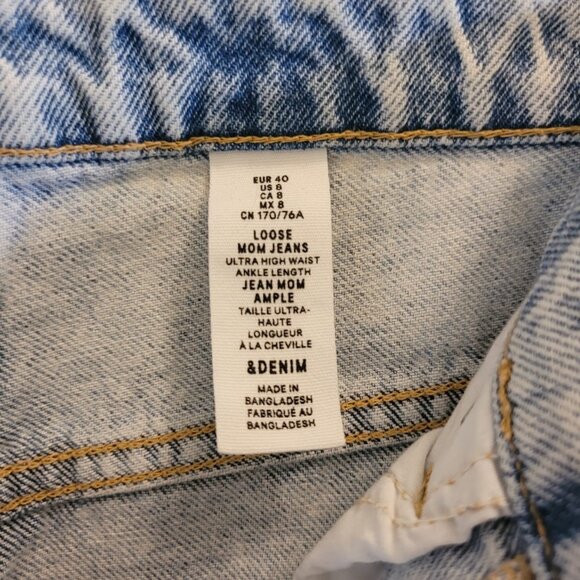 EUR 40
US 8
CA 8
MX 8
CN 170/76A
LOOSE
MOM JEANS
ULTRA HIGH WAIST
ANKLE LENGTH
JEAN MOM
AMPLE
TAILLE ULTRA-
HAUTE
LONGUEUR
À LA CHEVILLE
&DENIM
MADE IN
BANGLADESH
FABRIQUÉ AU
BANGLADESH